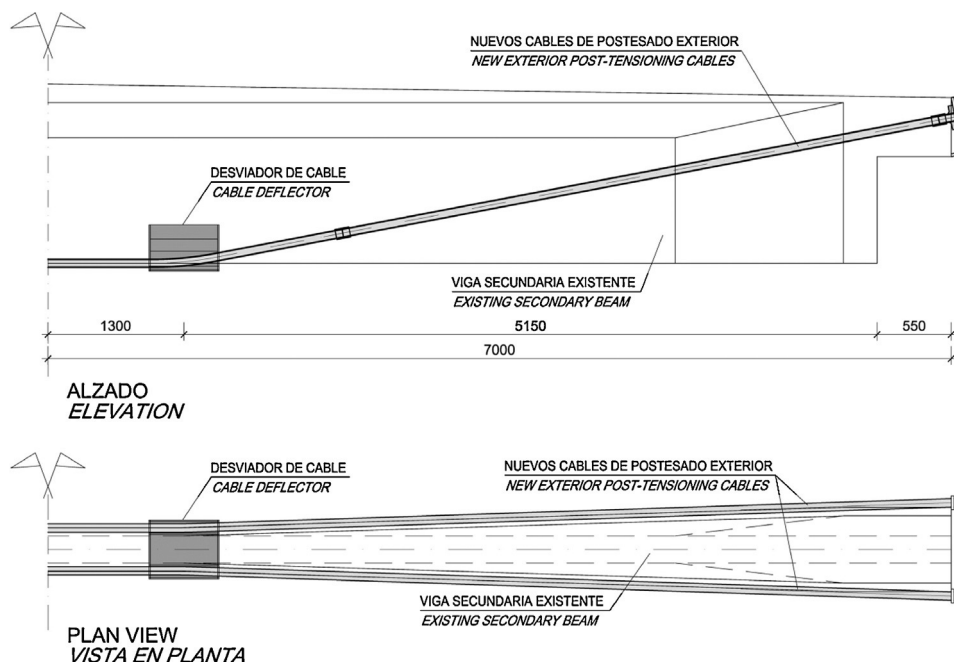 NUEVOS CABLES DE POSTESADO EXTERIOR
NEW EXTERIOR POST-TENSIONING CABLES
DESVIADOR DE CABLE
CABLE DEFLECTOR
VIGA SECUNDARIA EXISTENTE
EXISTING SECONDARY BEAM
1300
5150
550
7000
ALZADO
ELEVATION
DESVIADOR DE CABLE
CABLE DEFLECTOR
NUEVOS CABLES DE POSTESADO EXTERIOR
NEW EXTERIOR POST-TENSIONING CABLES
VIGA SECUNDARIA EXISTENTE
EXISTING SECONDARY BEAM
PLAN VIEW
VISTA EN PLANTA